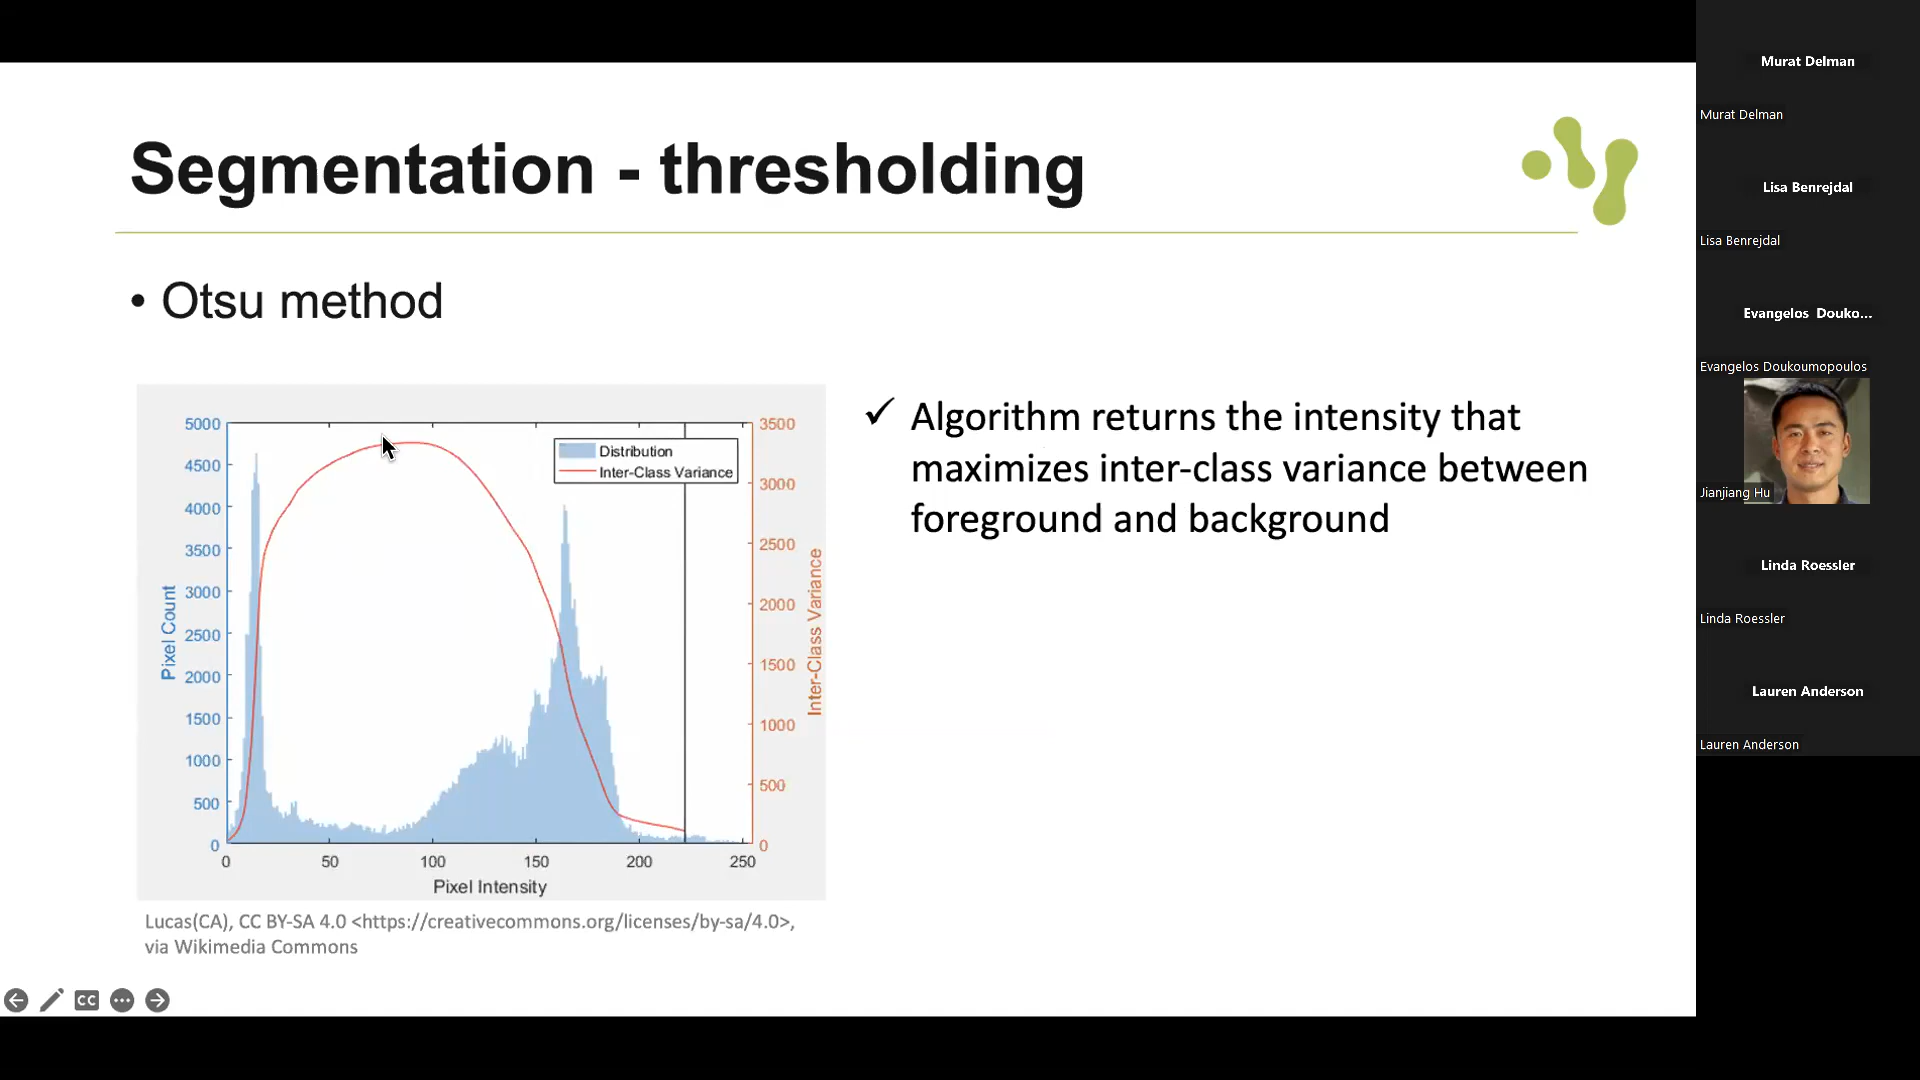 Segmentation - thresholding
• Otsu method
5000
4500
4000
3500
3000
2500
2000
1500
1000
500
0
Pixel Count
Distribution
Inter-Class Variance
3500
3000
2500
2000
1500
1000
500
0
Inter-Class Variance
0 50 100 150 200 250
Pixel Intensity
Lucas(CA), CC BY-SA 4.0 <https://creativecommons.org/licenses/by-sa/4.0>,
via Wikimedia Commons
✓ Algorithm returns the intensity that
maximizes inter-class variance between
foreground and background
CC
Murat Delman
Murat Delman
Lisa Benrejdal
Lisa Benrejdal
Evangelos Douko...
Evangelos Doukoumopoulos
Jianjiang Hu
Linda Roessler
Linda Roessler
Lauren Anderson
Lauren Anderson